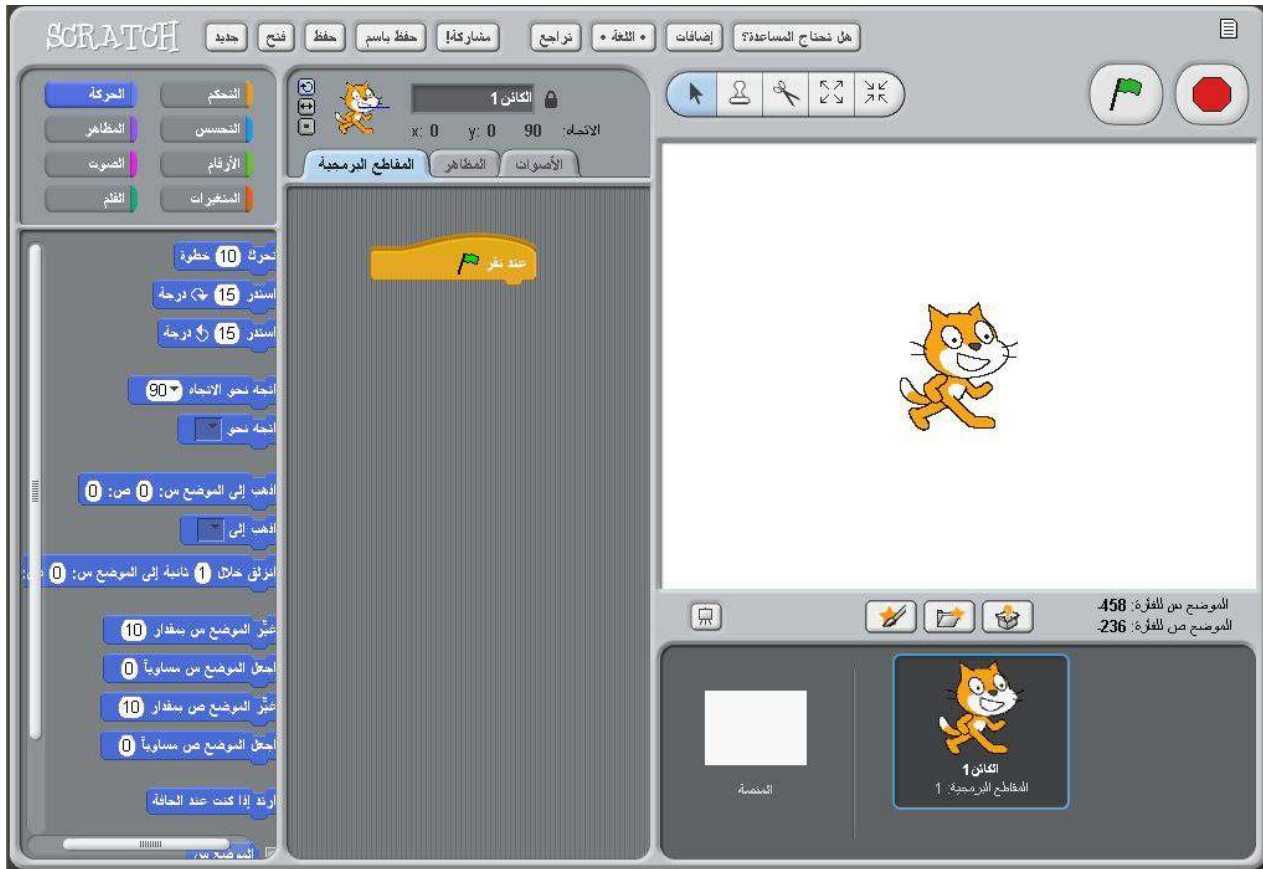 SCRATCH
جديد
فتح
حفظ
حفظ باسم
مشاركة!
تراجع
• اللغة •
إضافات
هل تحتاج المساعدة؟
الحركة
التحكم
المظاهر
التحسس
الصوت
الأرقام
القلم
المتغيرات
تحرك 10 خطوة
استدر 15 درجة
استدر 15 درجة
اتجه نحو الاتجاه 90
اتجه نحو
اذهب إلى الموضع س: 0 ص: 0
اذهب إلى
انزلق خلال 1 ثانية إلى الموضع س: 0 ص:
غيّر الموضع س بمقدار 10
اجعل الموضع س مساوياً 0
غيّر الموضع ص بمقدار 10
اجعل الموضع ص مساوياً 0
ارتد إذا كنت عند الحافة
الموضع س
الكائن1
x: 0 y: 0 الاتجاه: 90
المقاطع البرمجية
المظاهر
الأصوات
عند نقر
الموضع س للفأرة: 458-
الموضع ص للفأرة: 236-
المنصة
الكائن1
المقاطع البرمجية: 1